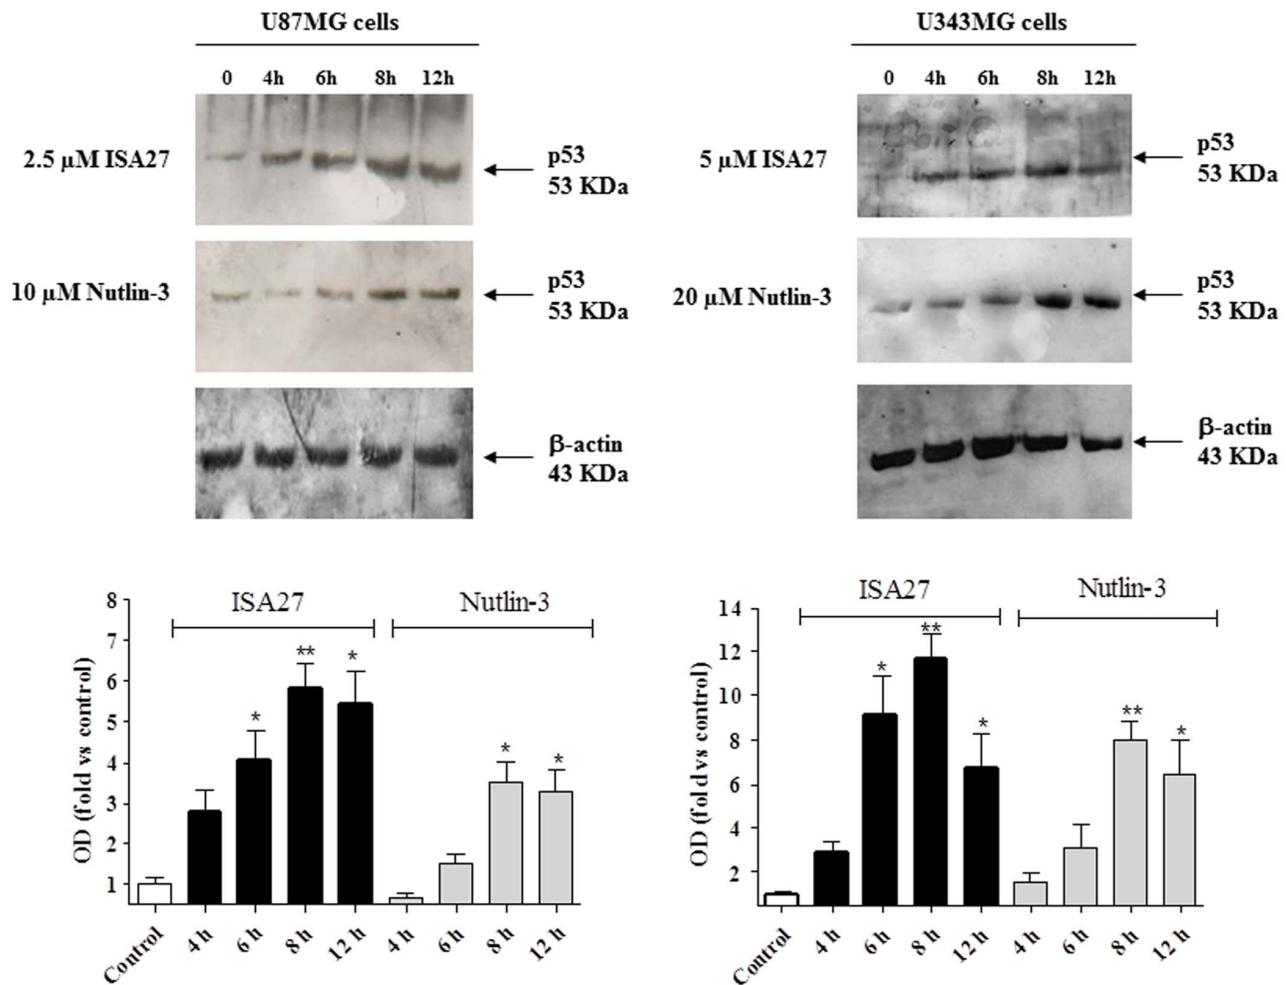 U87MG cells
0 4h 6h 8h 12h
2.5 µM ISA27
p53
53 KDa
10 µM Nutlin-3
p53
53 KDa
β-actin
43 KDa
U343MG cells
0 4h 6h 8h 12h
5 µM ISA27
p53
53 KDa
20 µM Nutlin-3
p53
53 KDa
β-actin
43 KDa
ISA27 Nutlin-3
OD (fold vs control)
8
7
6
5
4
3
2
1
* ** * * *
Control 4 h 6 h 8 h 12 h 4 h 6 h 8 h 12 h
ISA27 Nutlin-3
OD (fold vs control)
14
12
10
8
6
4
2
* ** * ** *
Control 4 h 6 h 8 h 12 h 4 h 6 h 8 h 12 h